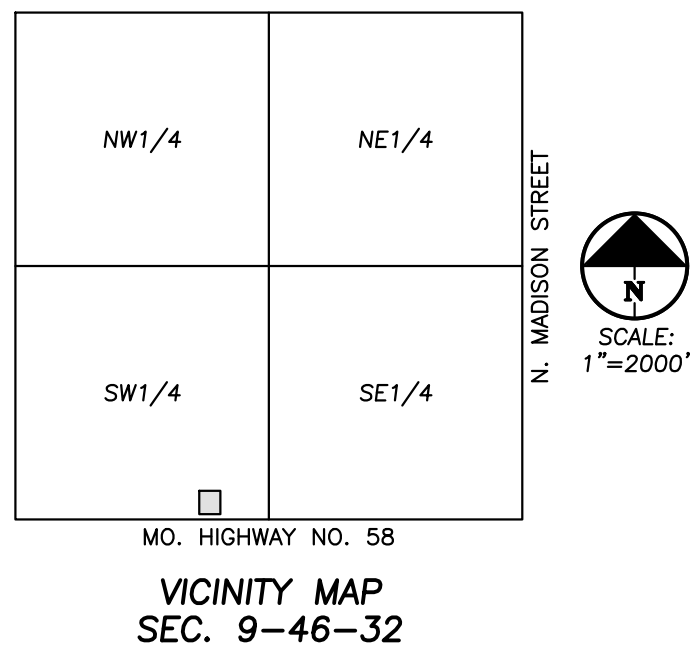 NW1/4
NE1/4
N. MADISON STREET
N
SCALE:
1"=2000'
SW1/4
SE1/4
MO. HIGHWAY NO. 58
VICINITY MAP
SEC. 9-46-32